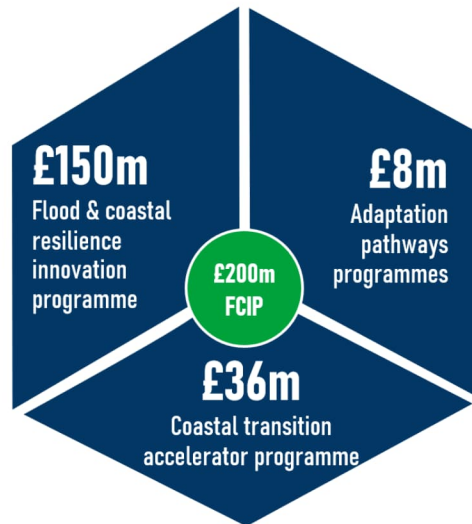 £150m
Flood & coastal
resilience
innovation
programme
£8m
Adaptation
pathways
programmes
£200m
FCIP
£36m
Coastal transition
accelerator programme